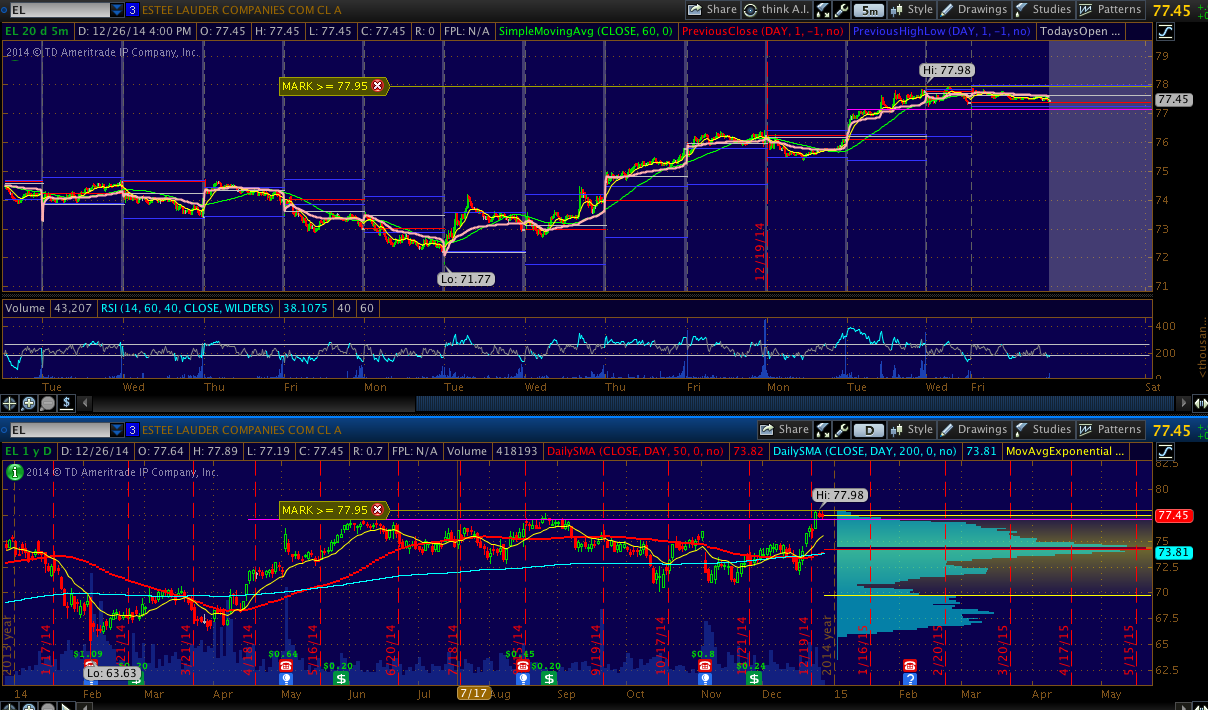 EL 3 ESTEE LAUDER COMPANIES COM CL A Share think A.I. 5m Style Drawings Studies Patterns 77.45
EL 20 d 5m D: 12/26/14 4:00 PM O: 77.45 H: 77.45 L: 77.45 C: 77.45 R: 0 FPL: N/A SimpleMovingAvg (CLOSE, 60, 0) PreviousClose (DAY, 1, -1, no) PreviousHighLow (DAY, 1, -1, no) TodaysOpen ...
2014 © TD Ameritrade IP Company, Inc.
79
Hi: 77.98
MARK >= 77.95
78
77.45
77
76
75
74
73
12/19/14
72
Lo: 71.77
71
Volume 43,207 RSI (14, 60, 40, CLOSE, WILDERS) 38.1075 40 60
400
200
0
<thousan...
Tue Wed Thu Fri Mon Tue Wed Thu Fri Mon Tue Wed Fri Sat
$
EL 3 ESTEE LAUDER COMPANIES COM CL A Share D Style Drawings Studies Patterns 77.45
EL 1 y D D: 12/26/14 O: 77.64 H: 77.89 L: 77.19 C: 77.45 R: 0.7 FPL: N/A Volume 418193 DailySMA (CLOSE, DAY, 50, 0, no) 73.82 DailySMA (CLOSE, DAY, 200, 0, no) 73.81 MovAvgExponential ...
2014 © TD Ameritrade IP Company, Inc.
82.5
80
Hi: 77.98
MARK >= 77.95
77.45
75
73.81
72.5
70
67.5
65
62.5
2013 year 1/17/14 3/21/14 4/18/14 5/16/14 6/20/14 7/18/14 8/15/14 9/19/14 10/17/14 12/19/14 2014 year 1/16/15 2/20/15 3/20/15 4/17/15 5/15/15
$1.09 $0.64 $0.20 $0.45 $0.20 $0.8 $0.24
Lo: 63.63
$ $ $ ?
14 Feb Mar Apr May Jun Jul 7/17 Aug Sep Oct Nov Dec 15 Feb Mar Apr May